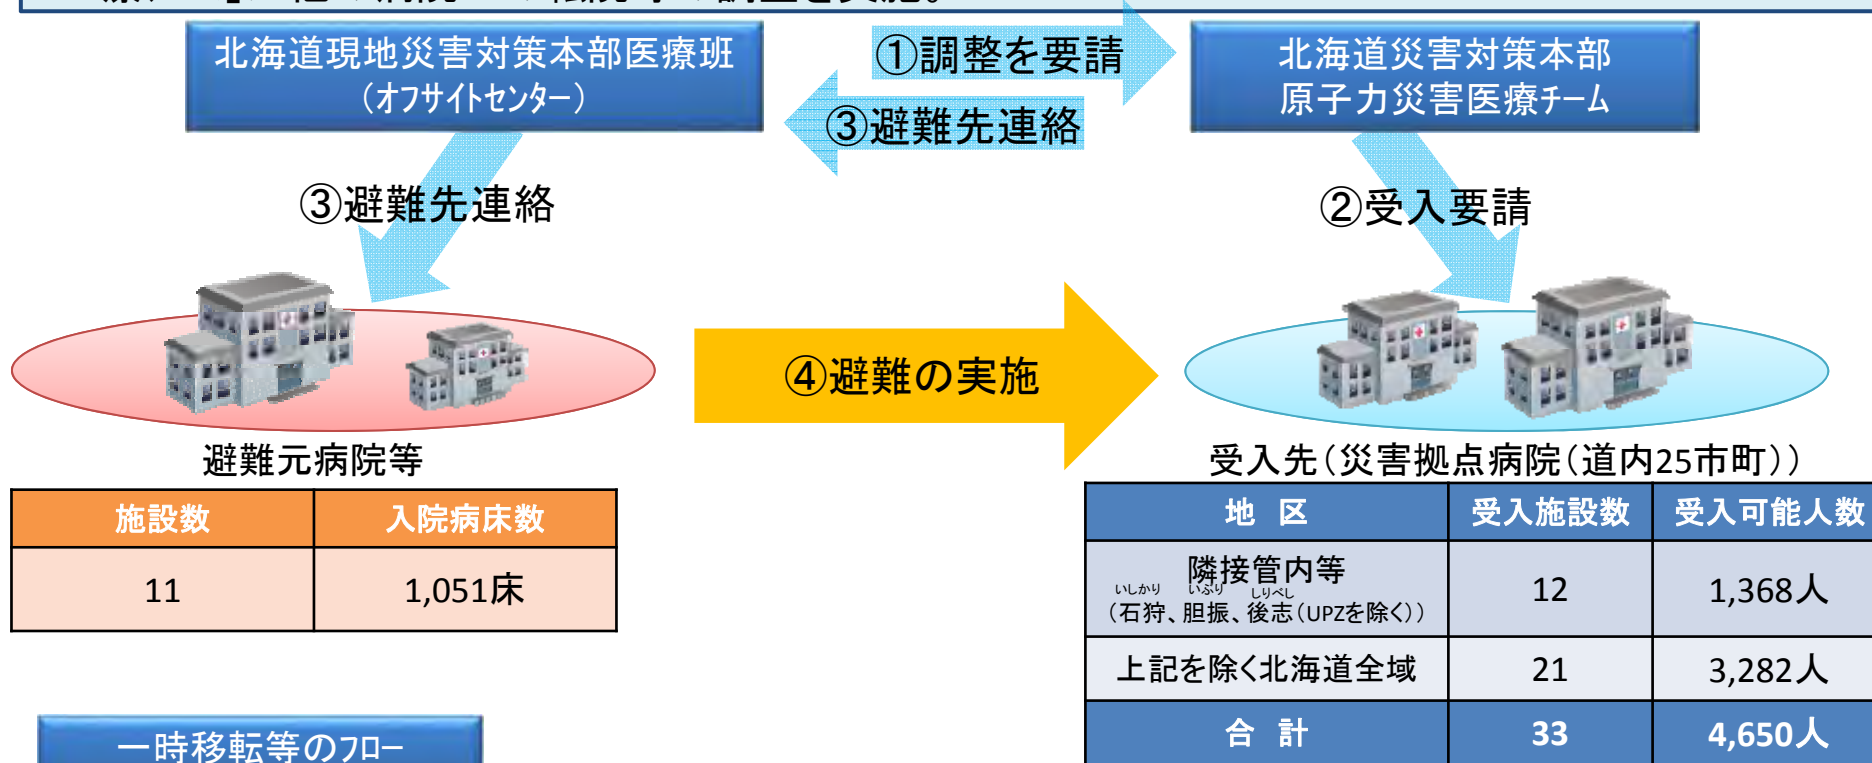 北海道現地災害対策本部医療班
（オフサイトセンター）
①調整を要請
③避難先連絡
北海道災害対策本部
原子力災害医療チーム
③避難先連絡
②受入要請
④避難の実施
避難元病院等
施設数 入院病床数
11 1,051床
受入先（災害拠点病院（道内25市町））
地 区 受入施設数 受入可能人数
隣接管内等
いしかり いぶり しりべし
（石狩、胆振、後志（UPZを除く）） 12 1,368人
上記を除く北海道全域 21 3,282人
合 計 33 4,650人
一時移転等のフロー